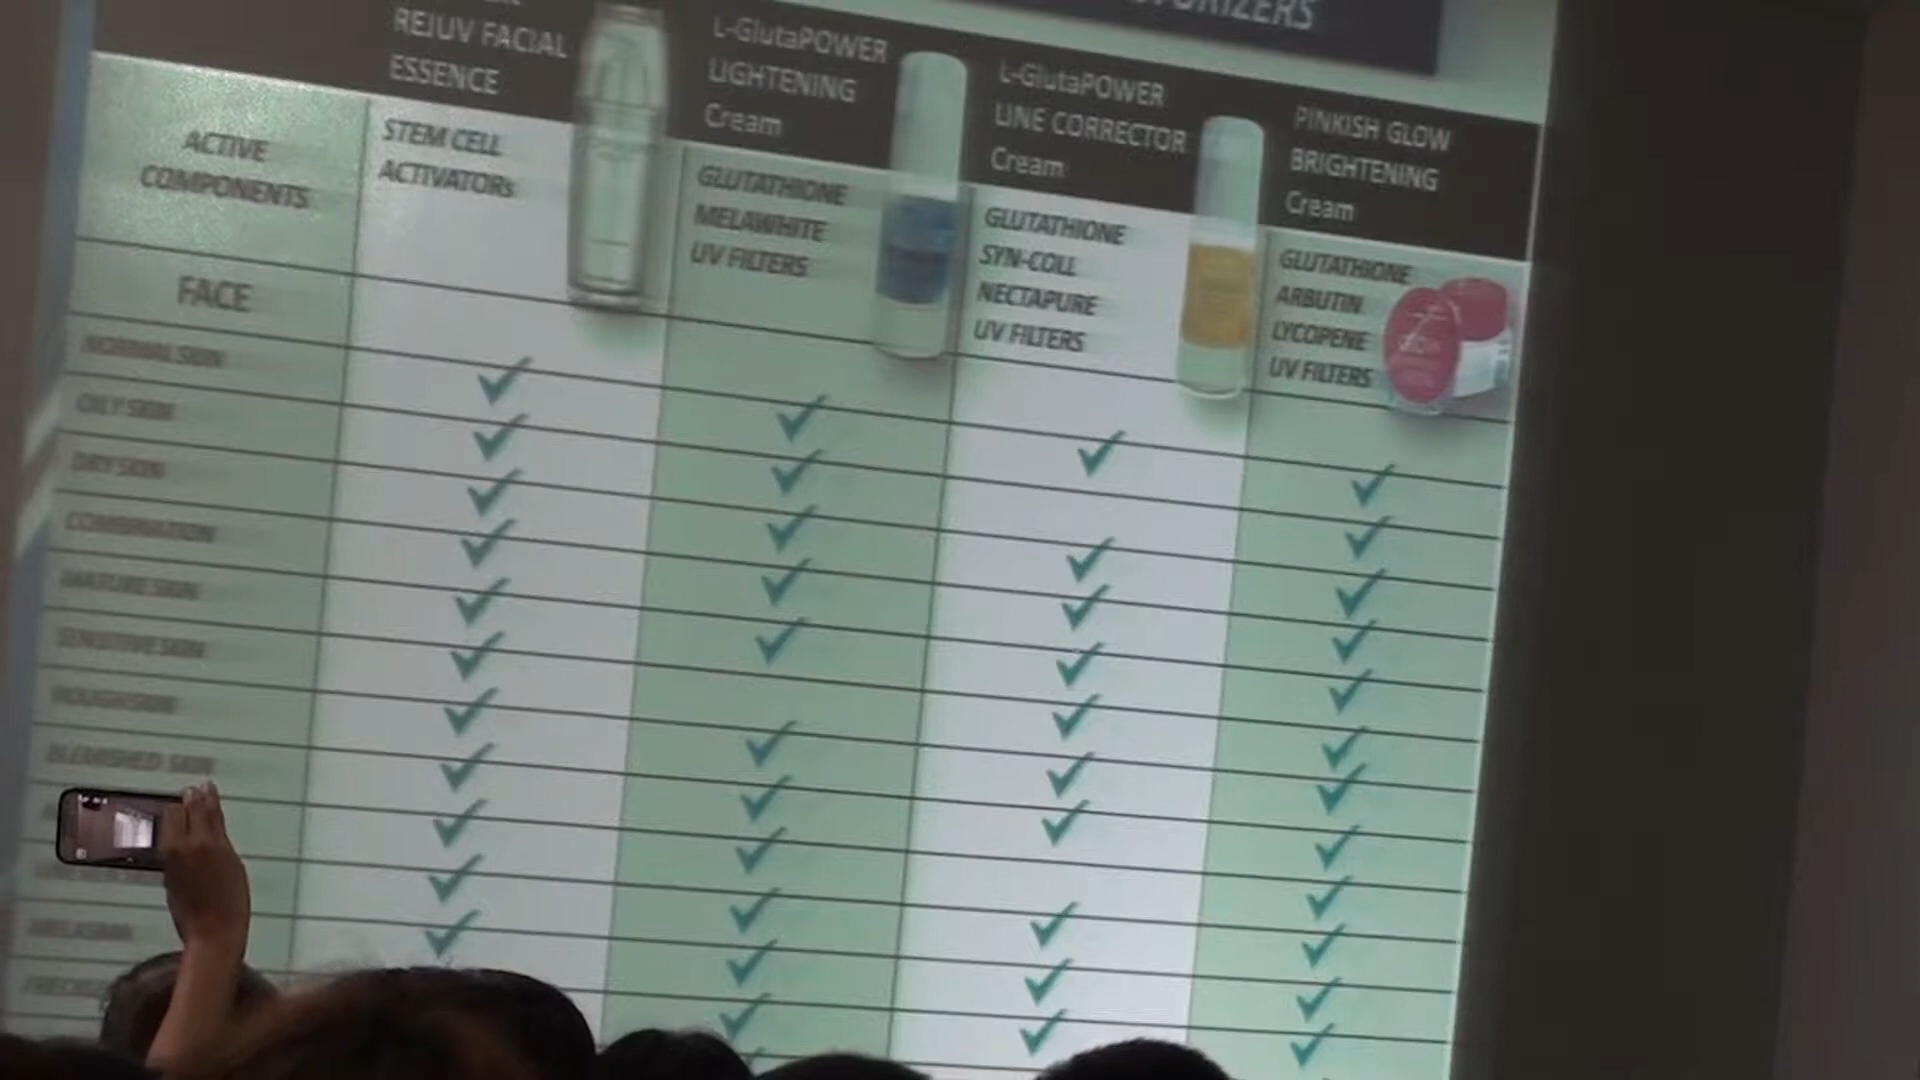 REJUV FACIAL
ESSENCE
L-GlutaPOWER
LIGHTENING
Cream
L-GlutaPOWER
LINE CORRECTOR
Cream
PINKISH GLOW
BRIGHTENING
Cream
ACTIVE
COMPONENTS
STEM CELL
ACTIVATORs
GLUTATHIONE
MELAWHITE
UV FILTERS
GLUTATHIONE
SYN-COLL
NECTAPURE
UV FILTERS
GLUTATHIONE
ARBUTIN
LYCOPENE
UV FILTERS
FACE
NORMAL SKIN
OILY SKIN
DRY SKIN
COMBINATION
MATURE SKIN
SENSITIVE SKIN
ROUGH SKIN
BLEMISHED SKIN
MELASMA